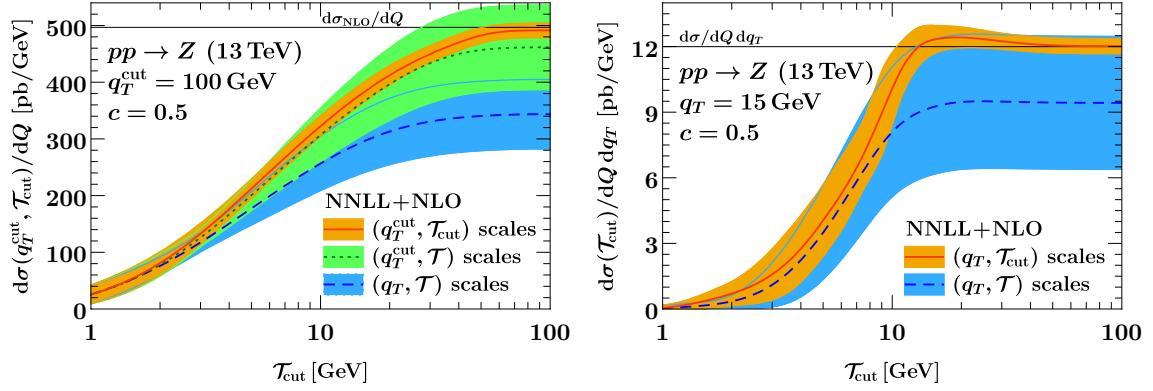 dσ(q_T^cut, 𝒯_cut)/dQ [pb/GeV]
500
400
300
200
100
0
dσ_NLO/dQ
pp → Z (13 TeV)
q_T^cut = 100 GeV
c = 0.5
NNLL+NLO
(q_T^cut, 𝒯_cut) scales
(q_T^cut, 𝒯) scales
(q_T, 𝒯) scales
1 10 100
𝒯_cut [GeV]
dσ(𝒯_cut)/dQ dq_T [pb/GeV]
12
9
6
3
0
dσ/dQ dq_T
pp → Z (13 TeV)
q_T = 15 GeV
c = 0.5
NNLL+NLO
(q_T, 𝒯_cut) scales
(q_T, 𝒯) scales
1 10 100
𝒯_cut [GeV]